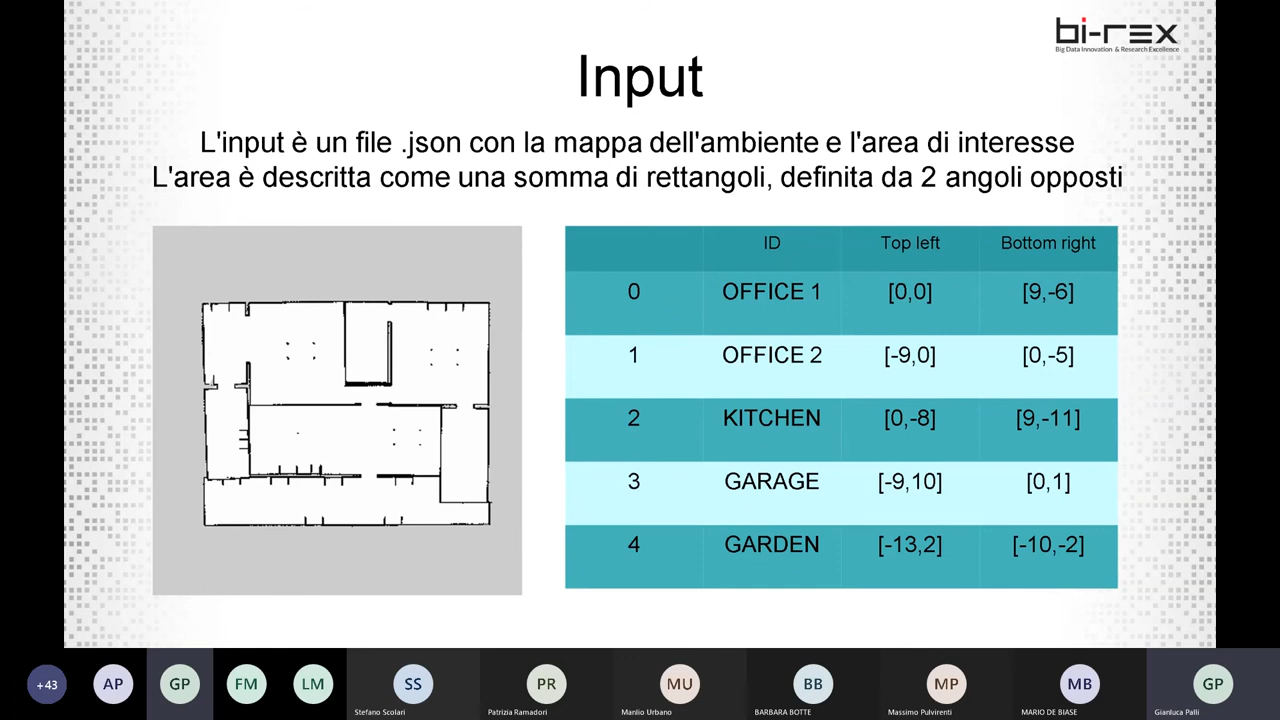 bi-rex
Big Data Innovation & Research Excellence
Input
L'input è un file .json con la mappa dell'ambiente e l'area di interesse
L'area è descritta come una somma di rettangoli, definita da 2 angoli opposti
ID Top left Bottom right
0 OFFICE 1 [0,0] [9,-6]
1 OFFICE 2 [-9,0] [0,-5]
2 KITCHEN [0,-8] [9,-11]
3 GARAGE [-9,10] [0,1]
4 GARDEN [-13,2] [-10,-2]
+43 AP GP FM LM SS PR MU BB MP MB GP
Stefano Scolari Patrizia Ramadori Manlio Urbano BARBARA BOTTE Massimo Pulvirenti MARIO DE BIASE Gianluca Palli